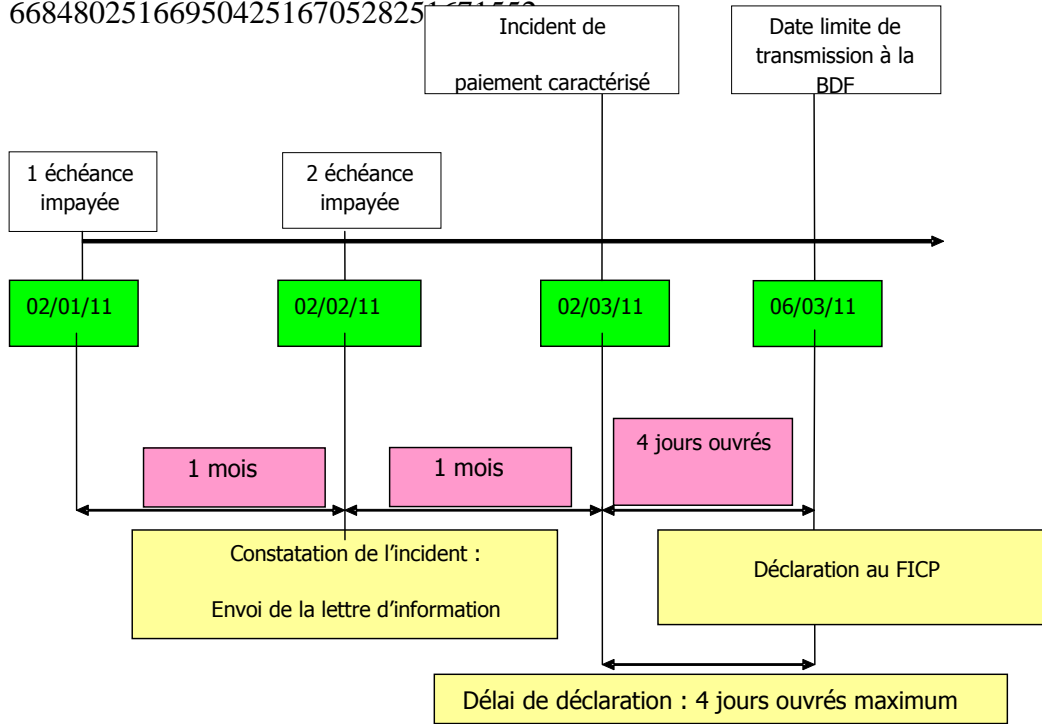 Incident de
paiement caractérisé
Date limite de
transmission à la
BDF
1 échéance
impayée
2 échéance
impayée
02/01/11
02/02/11
02/03/11
06/03/11
1 mois
1 mois
4 jours ouvrés
Constatation de l'incident :
Envoi de la lettre d'information
Déclaration au FICP
Délai de déclaration : 4 jours ouvrés maximum